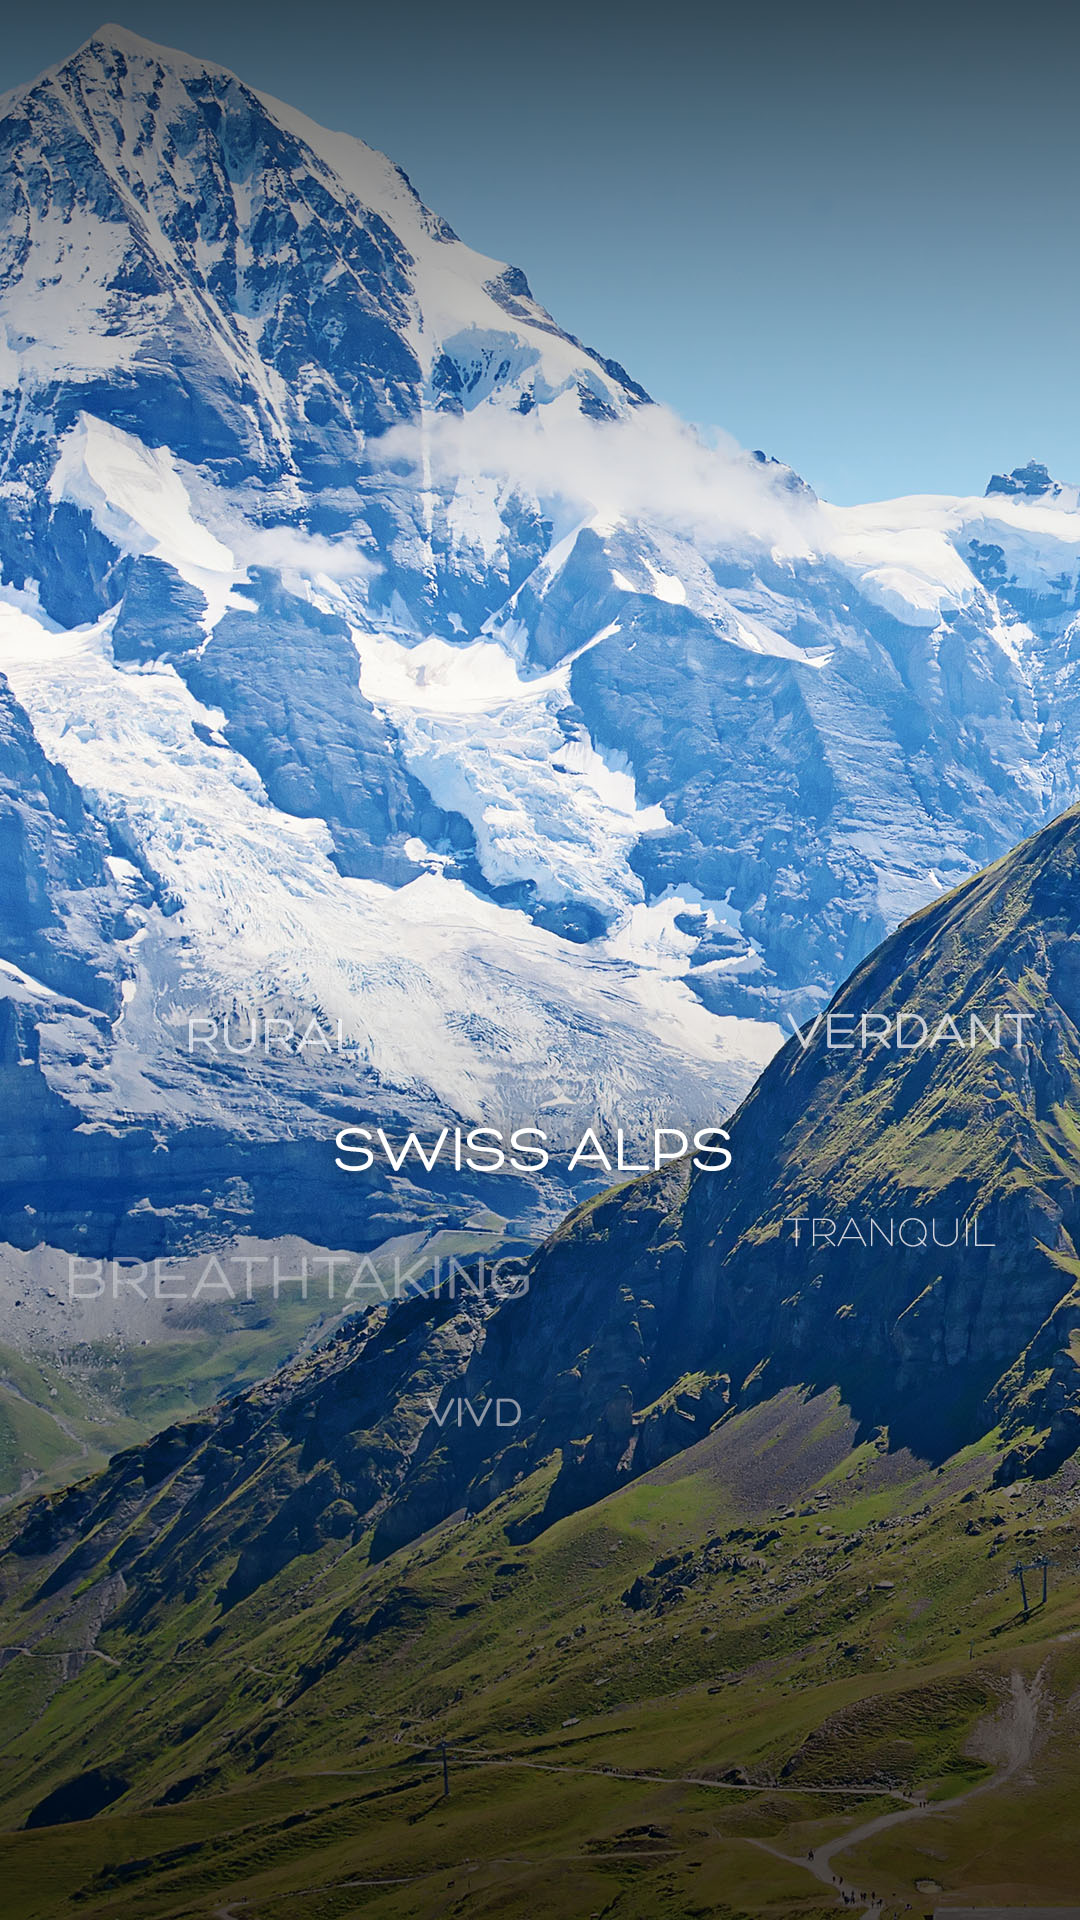 RURAL
VERDANT
SWISS ALPS
TRANQUIL
BREATHTAKING
VIVD